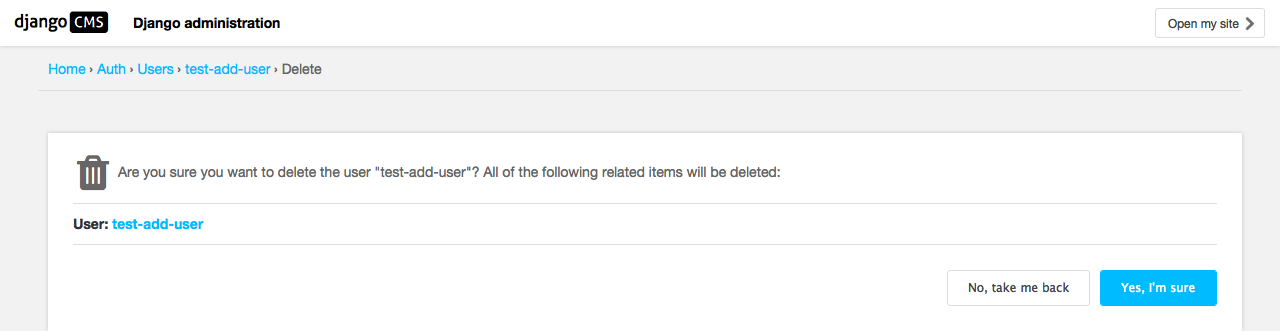 django CMS Django administration Open my site
Home › Auth › Users › test-add-user › Delete
Are you sure you want to delete the user "test-add-user"? All of the following related items will be deleted:
User: test-add-user
No, take me back Yes, I'm sure